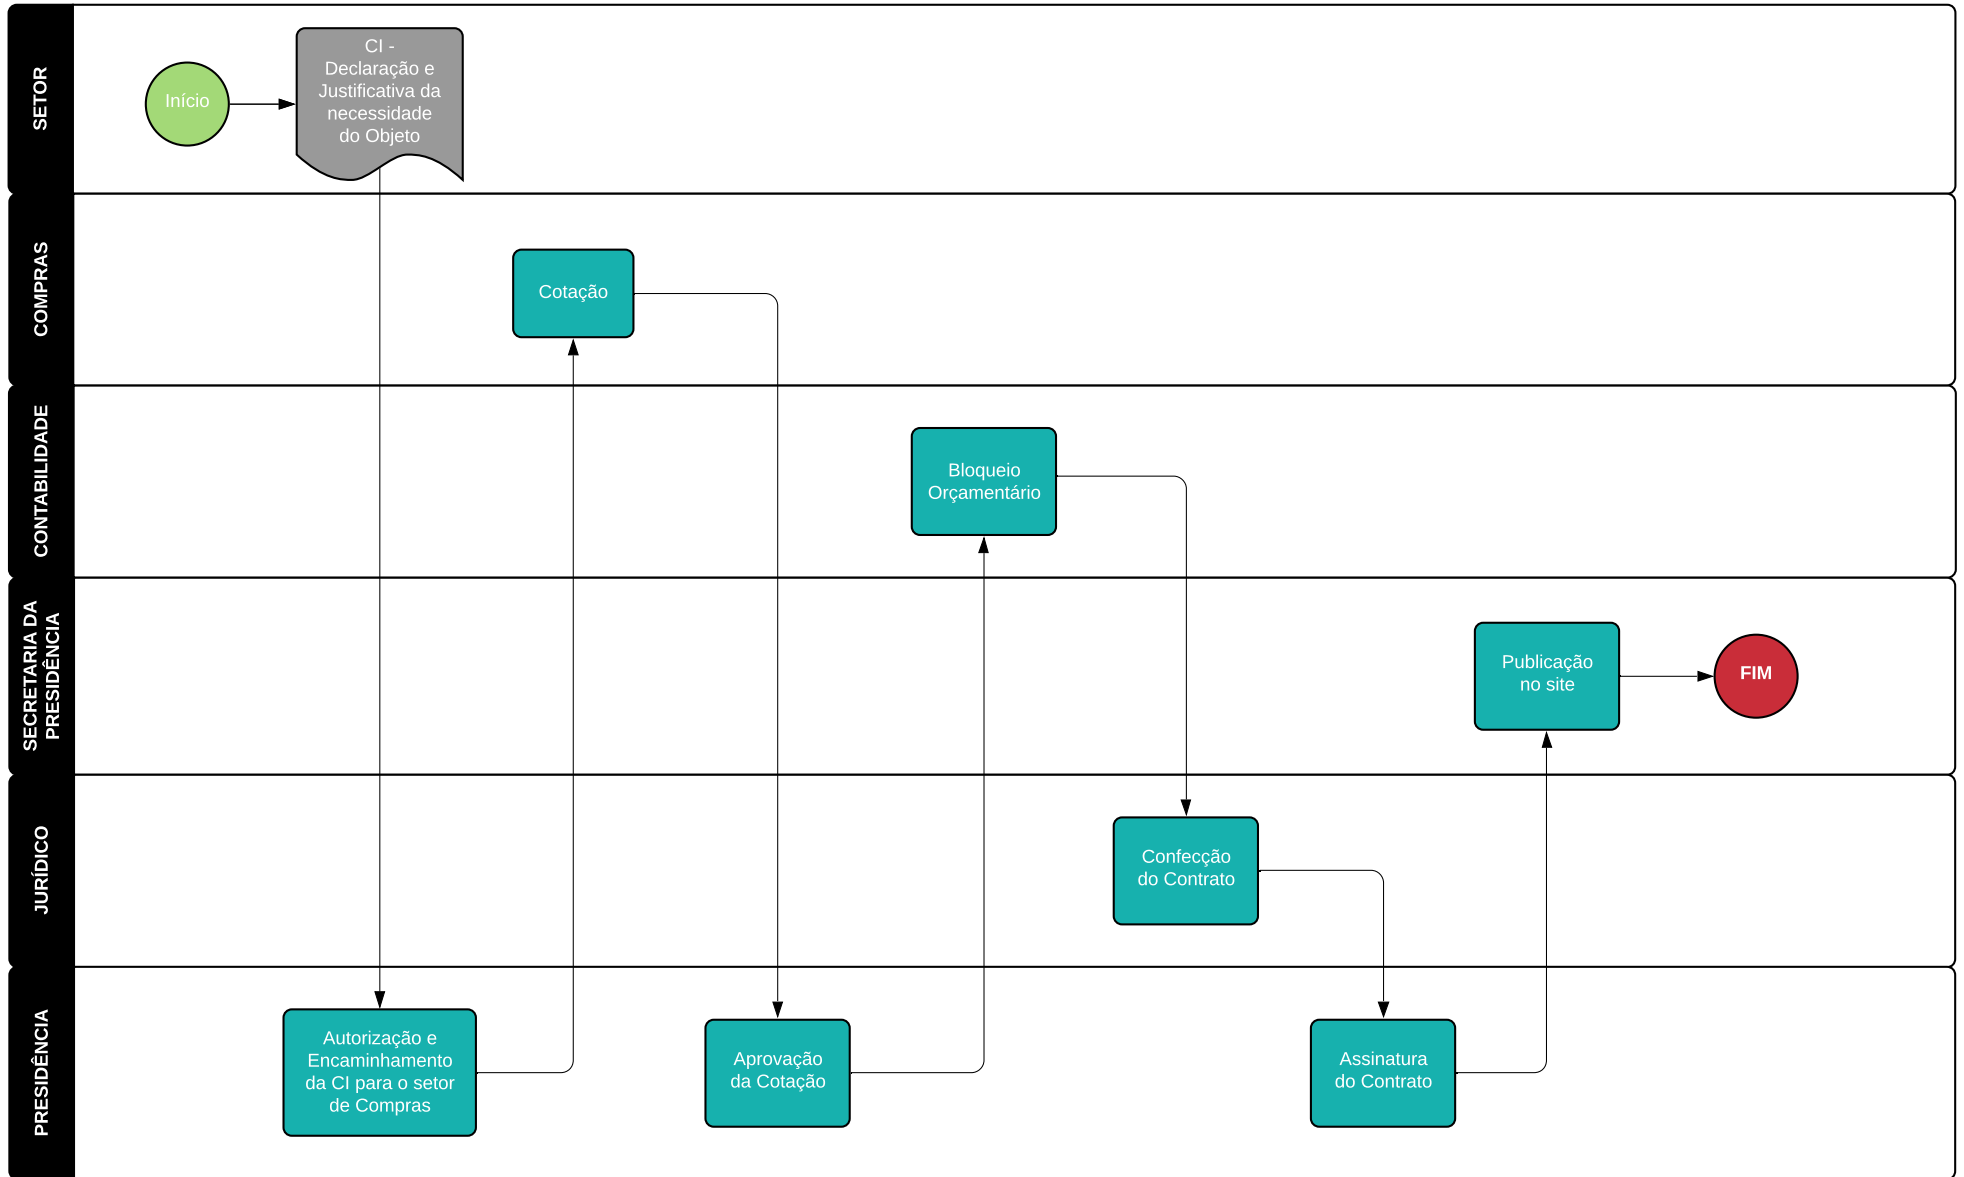 SETOR
Início
CI -
Declaração e
Justificativa da
necessidade
do Objeto
COMPRAS
Cotação
CONTABILIDADE
Bloqueio
Orçamentário
SECRETARIA DA
PRESIDÊNCIA
Publicação
no site
FIM
JURÍDICO
Confecção
do Contrato
PRESIDÊNCIA
Autorização e
Encaminhamento
da CI para o setor
de Compras
Aprovação
da Cotação
Assinatura
do Contrato